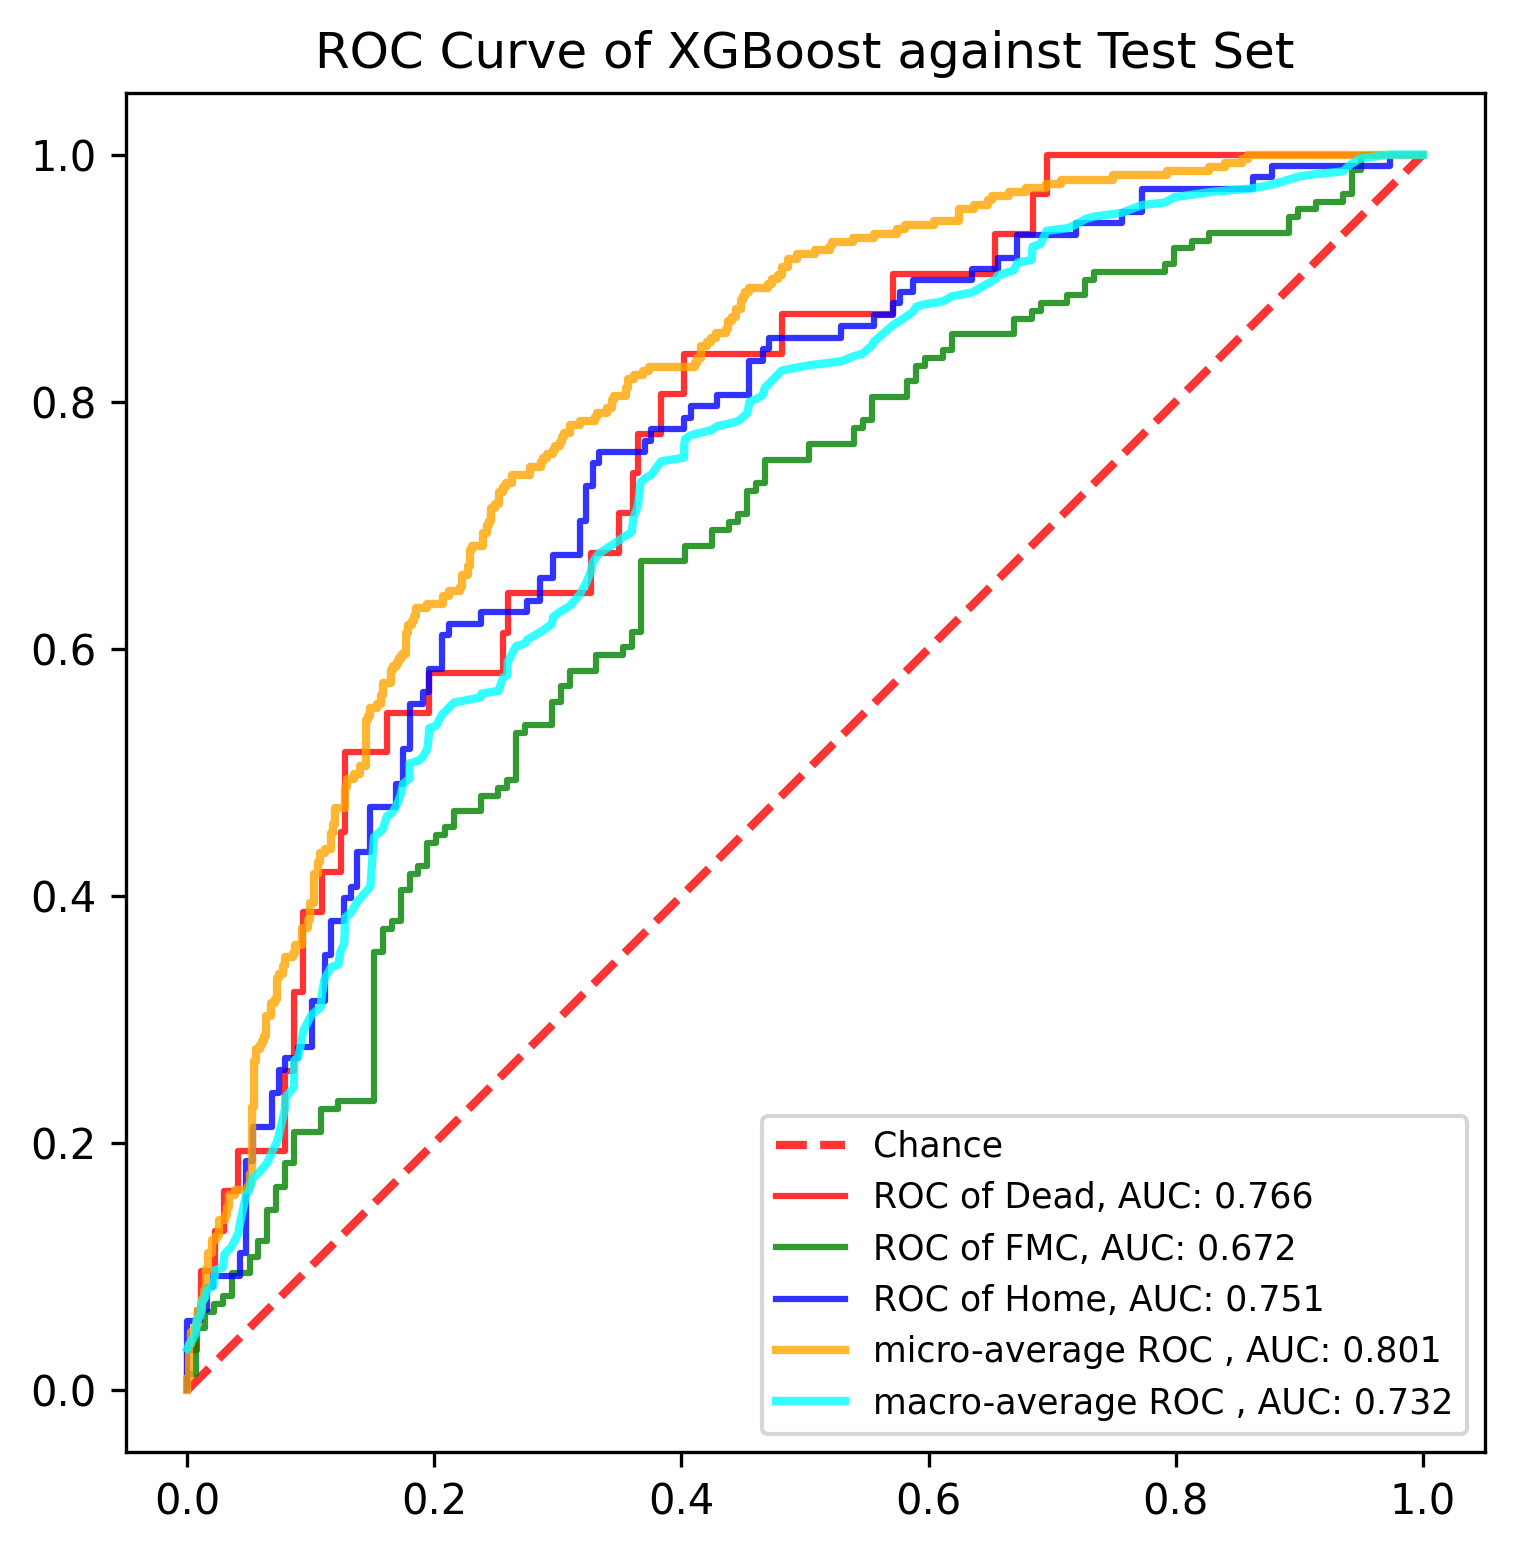 ROC Curve of XGBoost against Test Set
1.0
0.8
0.6
0.4
0.2
0.0
Chance
ROC of Dead, AUC: 0.766
ROC of FMC, AUC: 0.672
ROC of Home, AUC: 0.751
micro-average ROC , AUC: 0.801
macro-average ROC , AUC: 0.732
0.0 0.2 0.4 0.6 0.8 1.0